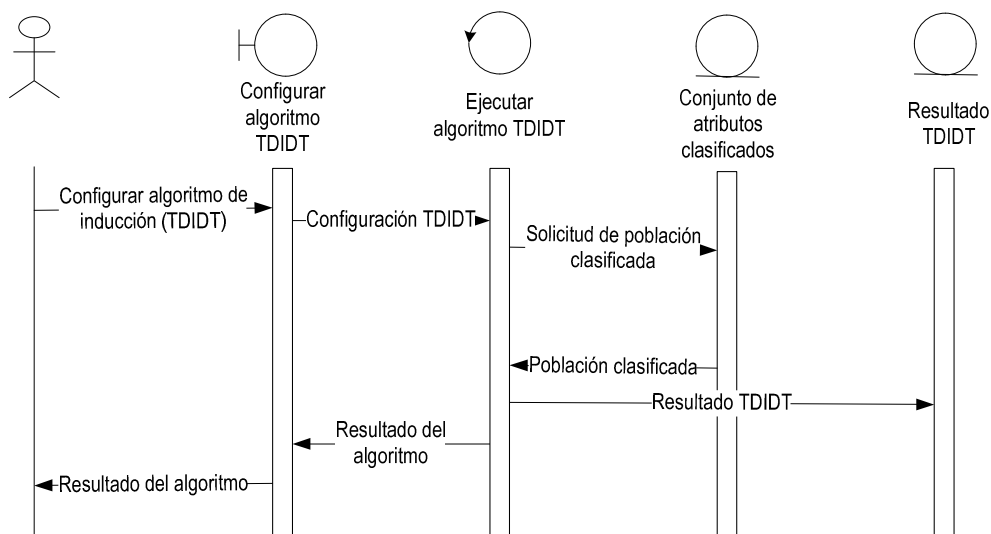 Configurar
algoritmo
TDIDT
Ejecutar
algoritmo TDIDT
Conjunto de
atributos
clasificados
Resultado
TDIDT
Configurar algoritmo de
inducción (TDIDT)
Configuración TDIDT
Solicitud de población
clasificada
Población clasificada
Resultado TDIDT
Resultado del
algoritmo
Resultado del algoritmo